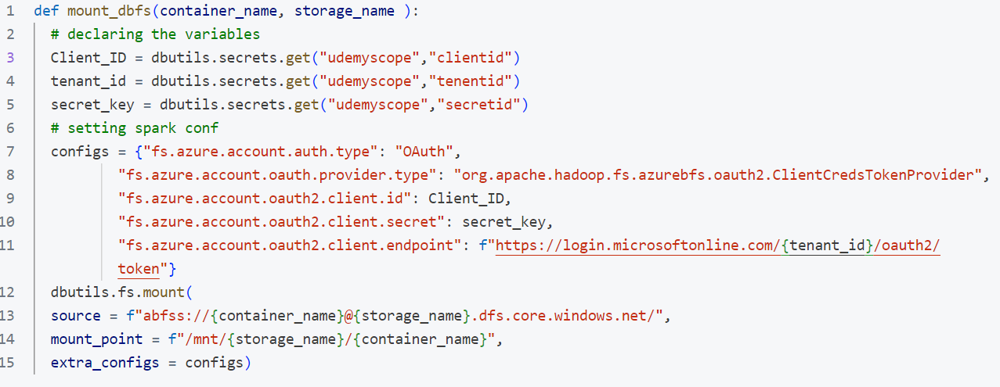 1 def mount_dbfs(container_name, storage_name ):
2 # declaring the variables
3 Client_ID = dbutils.secrets.get("udemyscope","clientid")
4 tenant_id = dbutils.secrets.get("udemyscope","tenentid")
5 secret_key = dbutils.secrets.get("udemyscope","secretid")
6 # setting spark conf
7 configs = {"fs.azure.account.auth.type": "OAuth",
8 "fs.azure.account.oauth.provider.type": "org.apache.hadoop.fs.azurebfs.oauth2.ClientCredsTokenProvider",
9 "fs.azure.account.oauth2.client.id": Client_ID,
10 "fs.azure.account.oauth2.client.secret": secret_key,
11 "fs.azure.account.oauth2.client.endpoint": f"https://login.microsoftonline.com/{tenant_id}/oauth2/
token"}
12 dbutils.fs.mount(
13 source = f"abfss://{container_name}@{storage_name}.dfs.core.windows.net/",
14 mount_point = f"/mnt/{storage_name}/{container_name}",
15 extra_configs = configs)